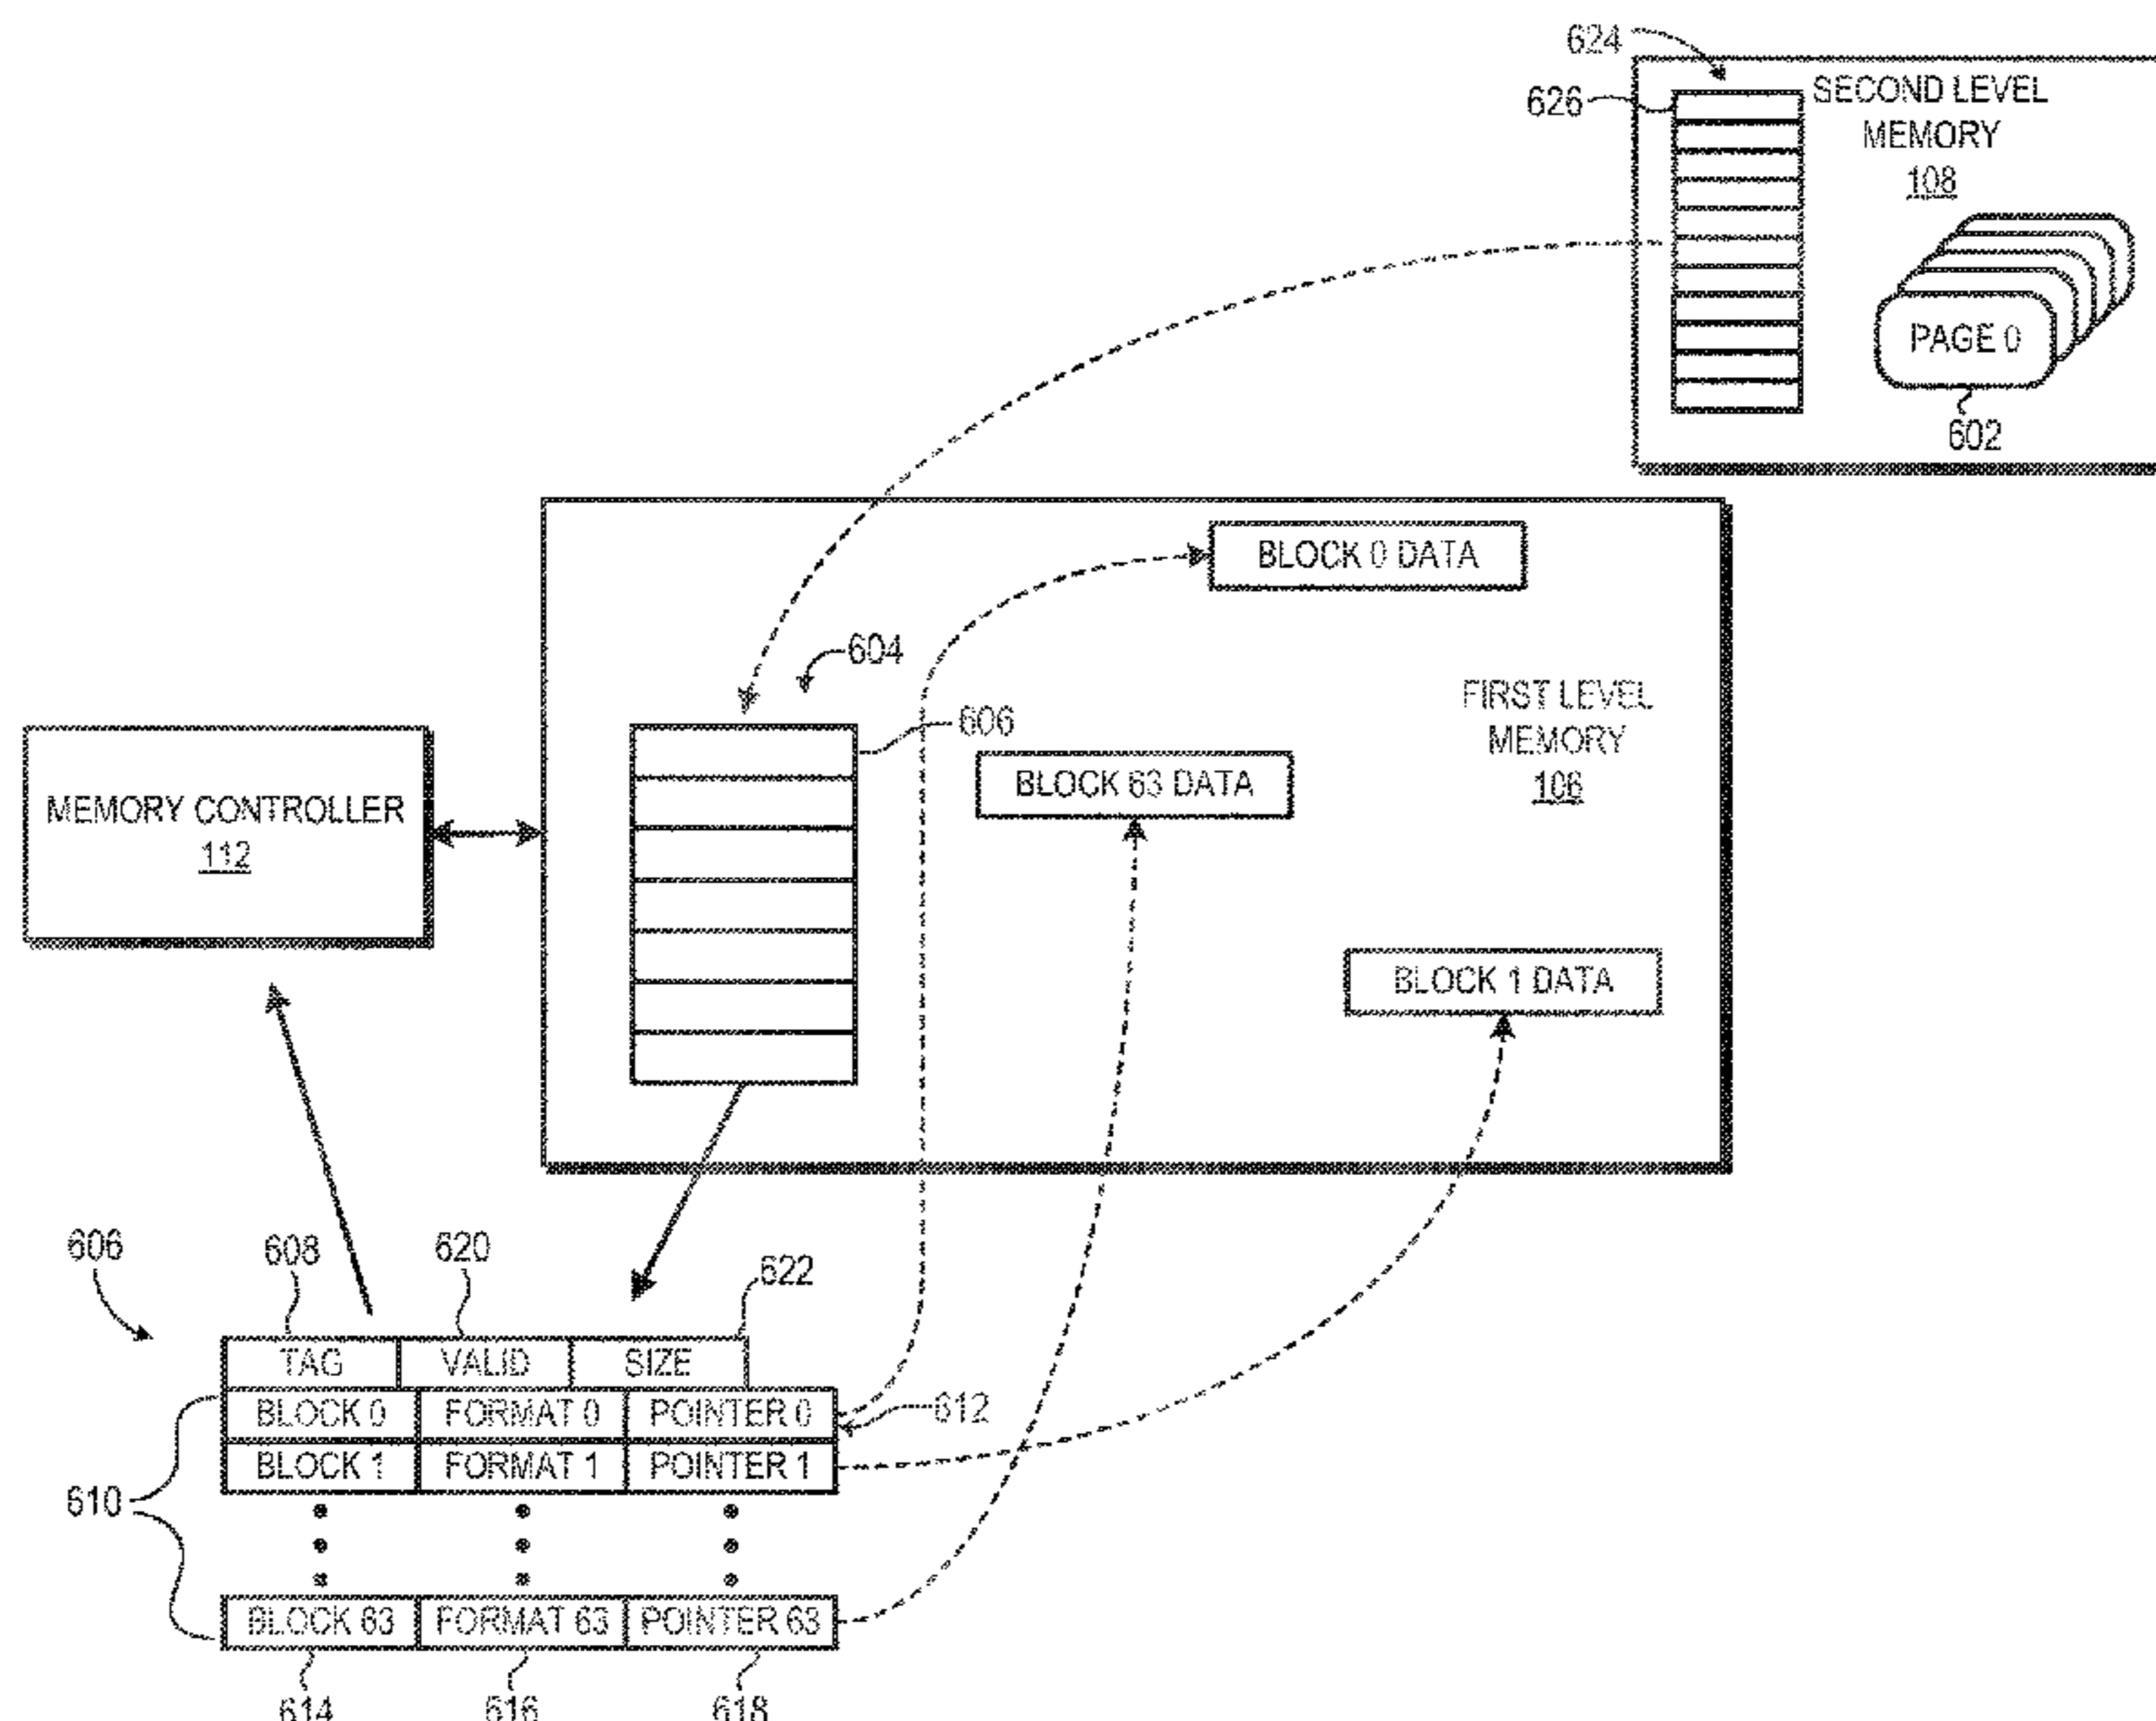 624
626
SECOND LEVEL
MEMORY
108
PAGE 0
602
BLOCK 0 DATA
604
606
FIRST LEVEL
MEMORY
106
BLOCK 63 DATA
MEMORY CONTROLLER
112
BLOCK 1 DATA
606
608
620
622
TAG VALID SIZE
BLOCK 0 FORMAT 0 POINTER 0
612
BLOCK 1 FORMAT 1 POINTER 1
610
BLOCK 63 FORMAT 63 POINTER 63
614
616
618